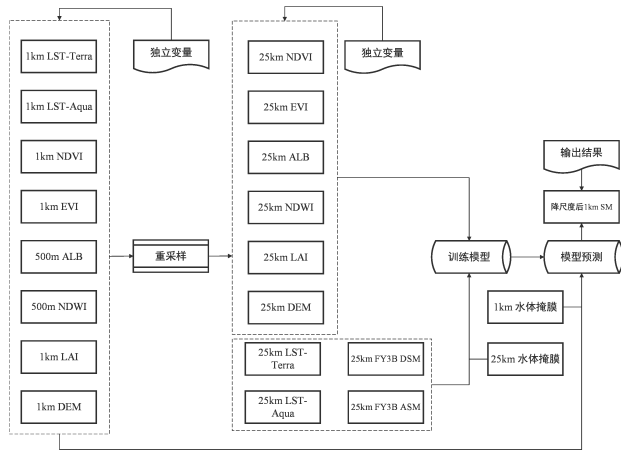 1km LST-Terra
1km LST-Aqua
1km NDVI
1km EVI
500m ALB
500m NDWI
1km LAI
1km DEM
独立变量
重采样
25km NDVI
25km EVI
25km ALB
25km NDWI
25km LAI
25km DEM
独立变量
25km LST-
Terra
25km FY3B DSM
25km LST-
Aqua
25km FY3B ASM
训练模型
输出结果
降尺度后1km SM
模型预测
1km 水体掩膜
25km 水体掩膜